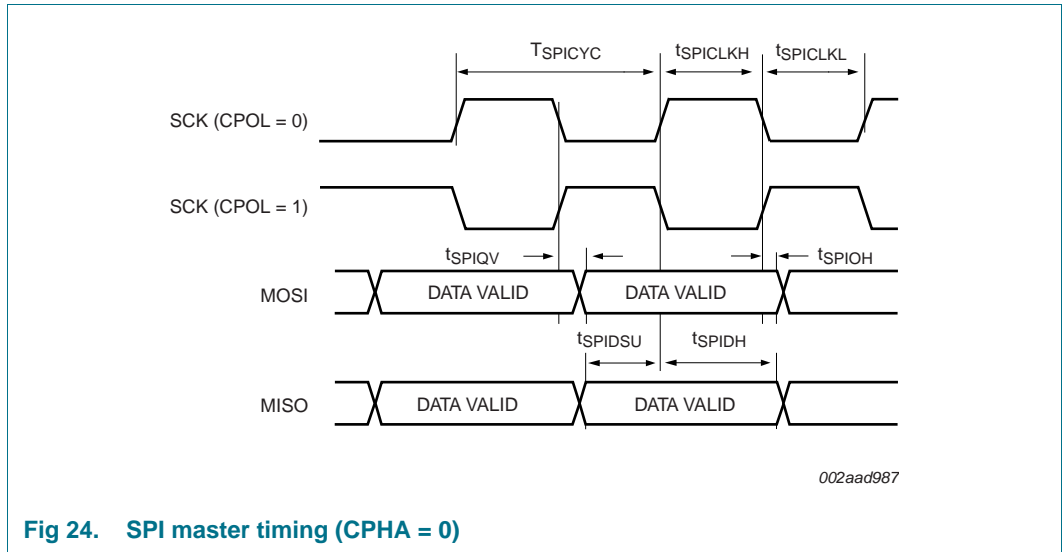 TSPICYC tSPICLKH tSPICLKL
SCK (CPOL = 0)
SCK (CPOL = 1)
tSPIQV tSPIOH
MOSI DATA VALID DATA VALID
tSPIDSU tSPIDH
MISO DATA VALID DATA VALID
002aad987
Fig 24. SPI master timing (CPHA = 0)